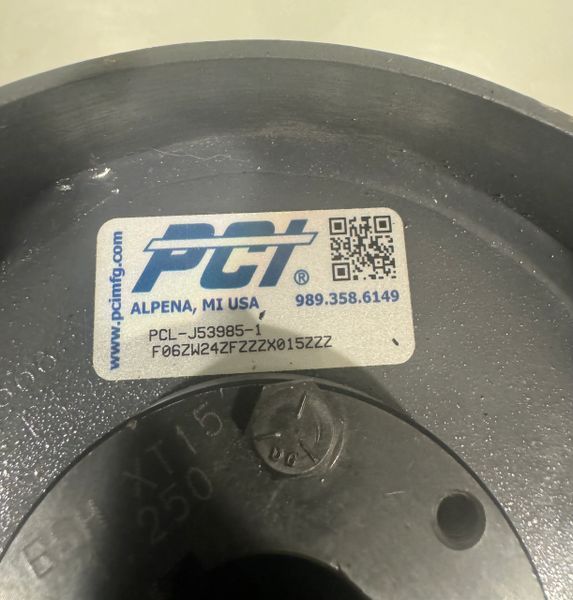 www.pcimfg.com
PCI®
ALPENA, MI USA
989.358.6149
PCL-J53985-1
F06ZW24ZFZZZX015ZZZ
XT15
250